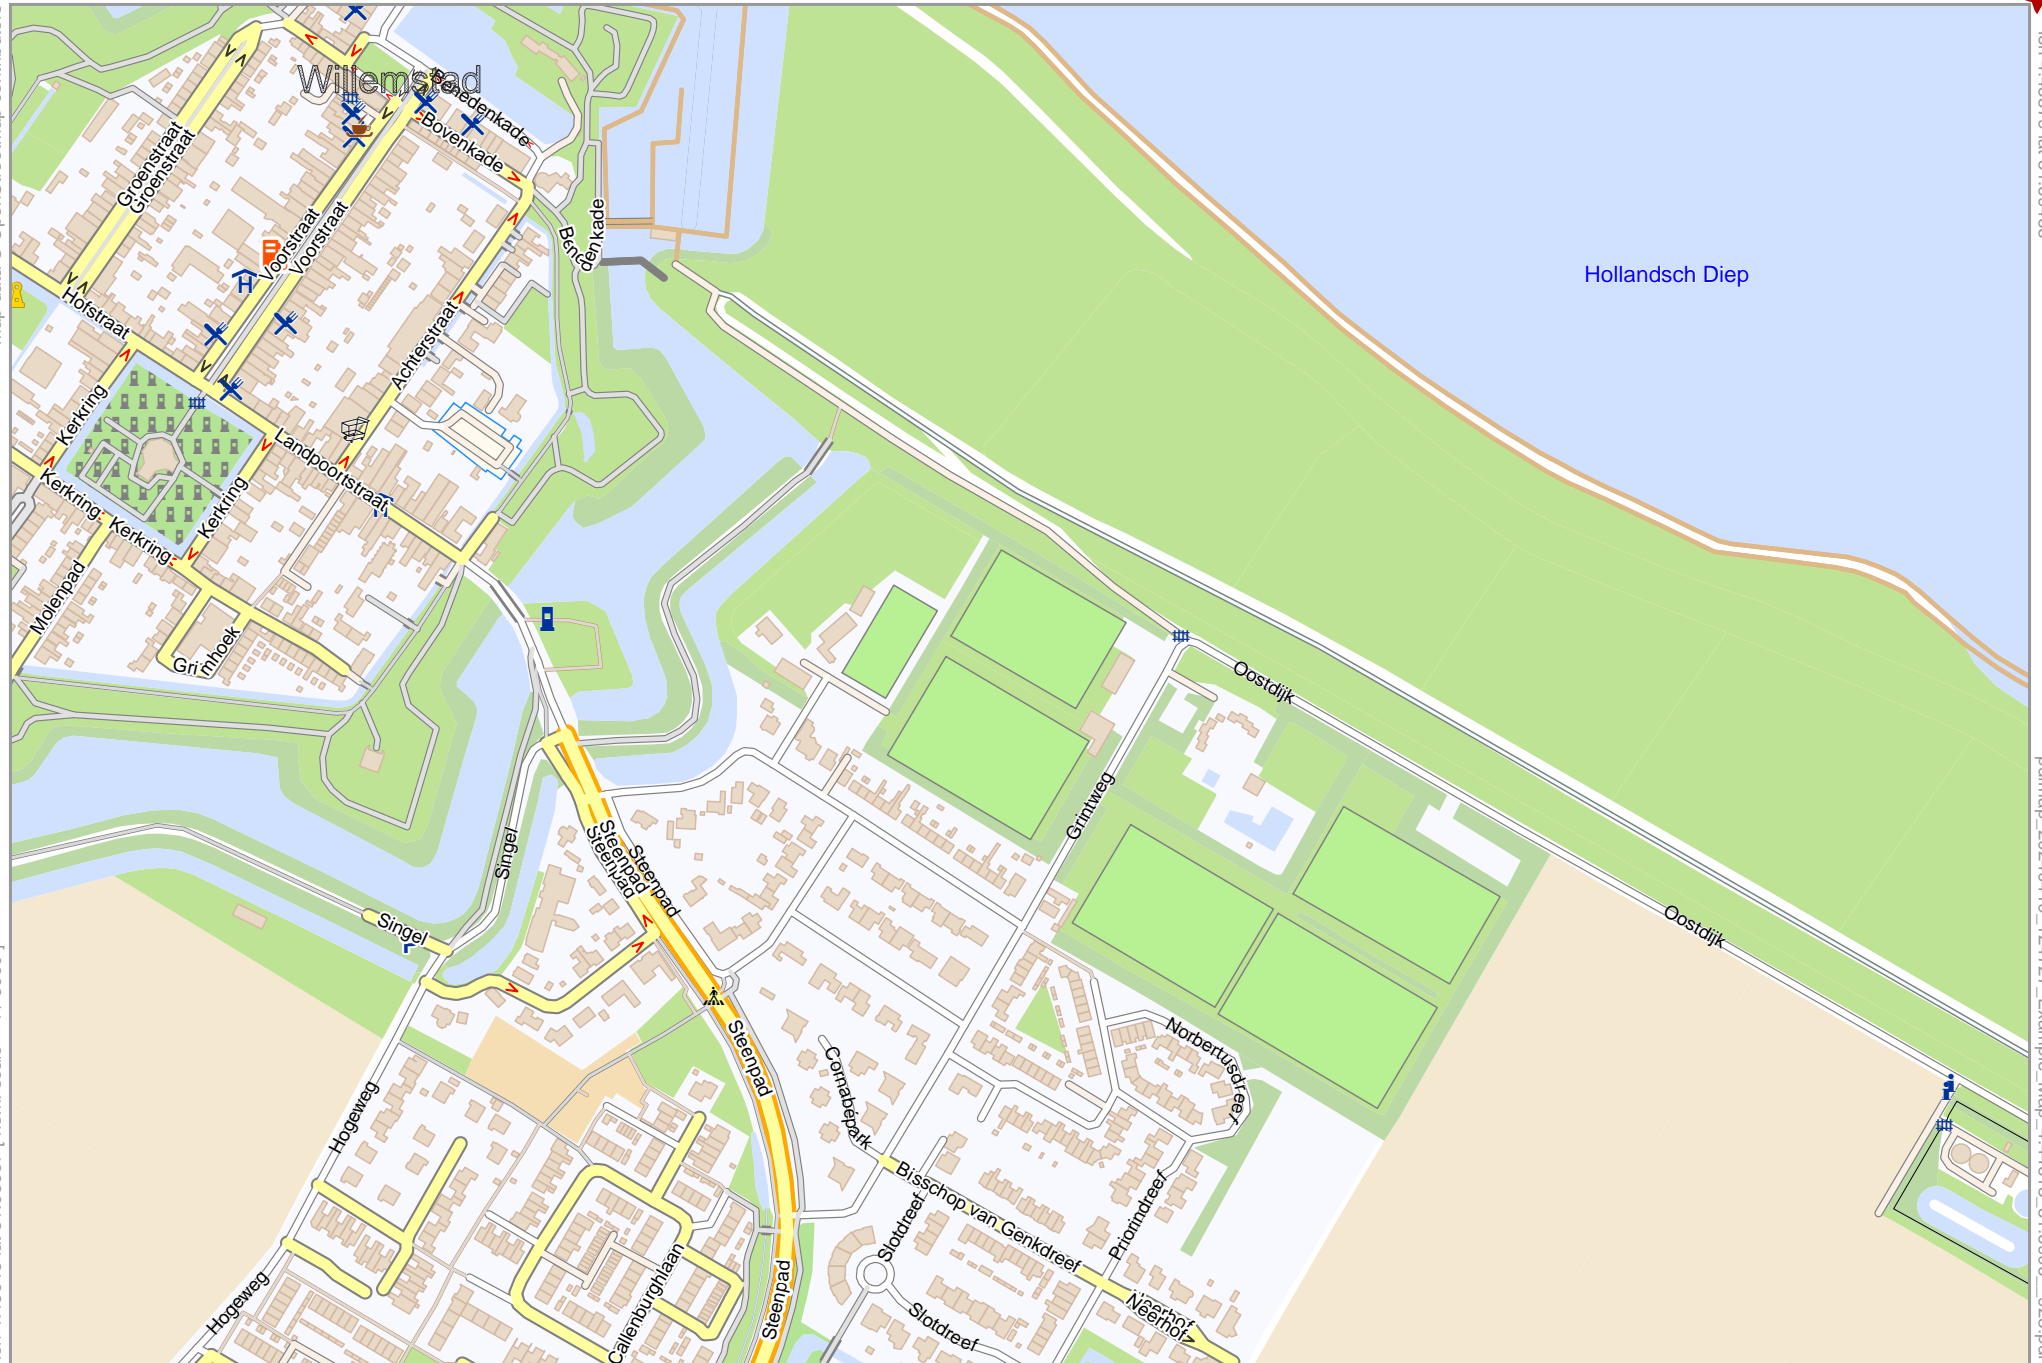 Willemstad
Benedenkade
Bovenkade
Groenstraat
Groenstraat
Voorstraat
Voorstraat
denkade
Hollandsch Diep
Hofstraat
Achterstraat
Kerkring
Landpoortstraat
Kerkring
Kerkring
Kerkring
Molenpad
Grimhoek
Oostdijk
Grintweg
Singel
Steenpad
Steenpad
Steenpad
Singel
Oostdijk
Steenpad
Norbertusdreef
Cornabépark
Hogeweg
Bisschop van Genkdreef
Priorindreef
Slotdreef
Callenburghlaan
Hogeweg
Steenpad
Slotdreef
Neerhof
Neerhof